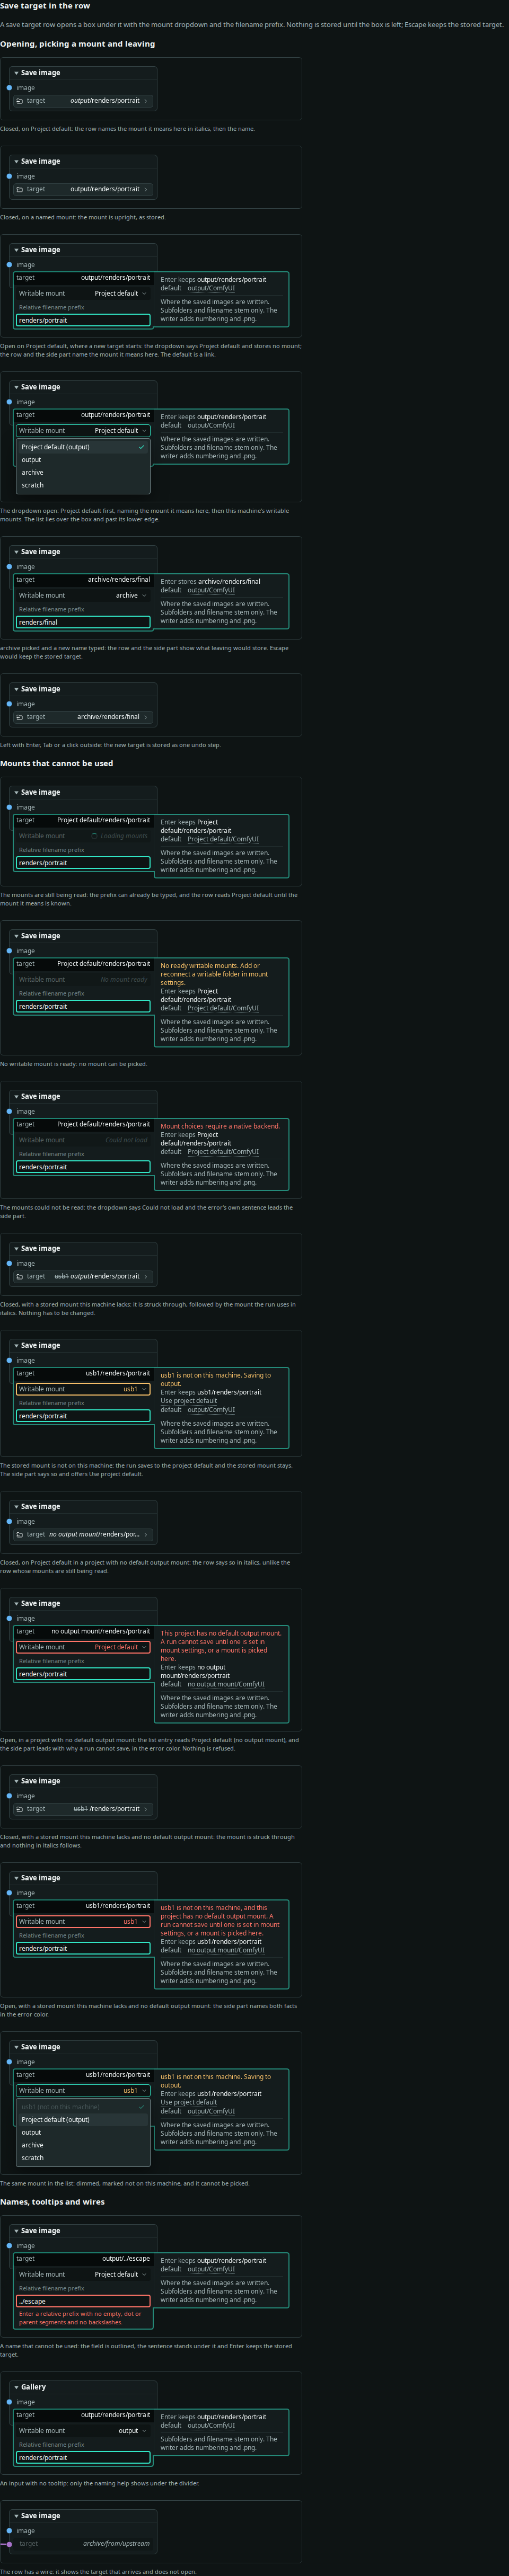 Save target in the row
A save target row opens a box under it with the mount dropdown and the filename prefix. Nothing is stored until the box is left; Escape keeps the stored target.
Opening, picking a mount and leaving
Save image
image
target output/renders/portrait
Closed, on Project default: the row names the mount it means here in italics, then the name.
Save image
image
target output/renders/portrait
Closed, on a named mount: the mount is upright, as stored.
Save image
image
target output/renders/portrait
Writable mount Project default
Relative filename prefix
renders/portrait
Enter keeps output/renders/portrait
default output/ComfyUI
Where the saved images are written.
Subfolders and filename stem only. The
writer adds numbering and .png.
Open on Project default, where a new target starts: the dropdown says Project default and stores no mount;
the row and the side part name the mount it means here. The default is a link.
Save image
image
target output/renders/portrait
Writable mount Project default
Project default (output)
output
archive
scratch
Enter keeps output/renders/portrait
default output/ComfyUI
Where the saved images are written.
Subfolders and filename stem only. The
writer adds numbering and .png.
The dropdown open: Project default first, naming the mount it means here, then this machine's writable
mounts. The list lies over the box and past its lower edge.
Save image
image
target archive/renders/final
Writable mount archive
Relative filename prefix
renders/final
Enter stores archive/renders/final
default output/ComfyUI
Where the saved images are written.
Subfolders and filename stem only. The
writer adds numbering and .png.
archive picked and a new name typed: the row and the side part show what leaving would store. Escape
would keep the stored target.
Save image
image
target archive/renders/final
Left with Enter, Tab or a click outside: the new target is stored as one undo step.
Mounts that cannot be used
Save image
image
target Project default/renders/portrait
Writable mount Loading mounts
Relative filename prefix
renders/portrait
Enter keeps Project
default/renders/portrait
default Project default/ComfyUI
Where the saved images are written.
Subfolders and filename stem only. The
writer adds numbering and .png.
The mounts are still being read: the prefix can already be typed, and the row reads Project default until the
mount it means is known.
Save image
image
target Project default/renders/portrait
Writable mount No mount ready
Relative filename prefix
renders/portrait
No ready writable mounts. Add or
reconnect a writable folder in mount
settings.
Enter keeps Project
default/renders/portrait
default Project default/ComfyUI
Where the saved images are written.
Subfolders and filename stem only. The
writer adds numbering and .png.
No writable mount is ready: no mount can be picked.
Save image
image
target Project default/renders/portrait
Writable mount Could not load
Relative filename prefix
renders/portrait
Mount choices require a native backend.
Enter keeps Project
default/renders/portrait
default Project default/ComfyUI
Where the saved images are written.
Subfolders and filename stem only. The
writer adds numbering and .png.
The mounts could not be read: the dropdown says Could not load and the error's own sentence leads the
side part.
Save image
image
target usb1 output/renders/portrait
Closed, with a stored mount this machine lacks: it is struck through, followed by the mount the run uses in
italics. Nothing has to be changed.
Save image
image
target usb1/renders/portrait
Writable mount usb1
Relative filename prefix
renders/portrait
usb1 is not on this machine. Saving to
output.
Enter keeps usb1/renders/portrait
Use project default
default output/ComfyUI
Where the saved images are written.
Subfolders and filename stem only. The
writer adds numbering and .png.
The stored mount is not on this machine: the run saves to the project default and the stored mount stays.
The side part says so and offers Use project default.
Save image
image
target no output mount/renders/por...
Closed, on Project default in a project with no default output mount: the row says so in italics, unlike the
row whose mounts are still being read.
Save image
image
target no output mount/renders/portrait
Writable mount Project default
Relative filename prefix
renders/portrait
This project has no default output mount.
A run cannot save until one is set in
mount settings, or a mount is picked
here.
Enter keeps no output
mount/renders/portrait
default no output mount/ComfyUI
Where the saved images are written.
Subfolders and filename stem only. The
writer adds numbering and .png.
Open, in a project with no default output mount: the list entry reads Project default (no output mount), and
the side part leads with why a run cannot save, in the error color. Nothing is refused.
Save image
image
target usb1 /renders/portrait
Closed, with a stored mount this machine lacks and no default output mount: the mount is struck through
and nothing in italics follows.
Save image
image
target usb1/renders/portrait
Writable mount usb1
Relative filename prefix
renders/portrait
usb1 is not on this machine, and this
project has no default output mount. A
run cannot save until one is set in mount
settings, or a mount is picked here.
Enter keeps usb1/renders/portrait
default no output mount/ComfyUI
Where the saved images are written.
Subfolders and filename stem only. The
writer adds numbering and .png.
Open, with a stored mount this machine lacks and no default output mount: the side part names both facts
in the error color.
Save image
image
target usb1/renders/portrait
Writable mount usb1
usb1 (not on this machine)
Project default (output)
output
archive
scratch
usb1 is not on this machine. Saving to
output.
Enter keeps usb1/renders/portrait
Use project default
default output/ComfyUI
Where the saved images are written.
Subfolders and filename stem only. The
writer adds numbering and .png.
The same mount in the list: dimmed, marked not on this machine, and it cannot be picked.
Names, tooltips and wires
Save image
image
target output/../escape
Writable mount Project default
Relative filename prefix
../escape
Enter a relative prefix with no empty, dot or
parent segments and no backslashes.
Enter keeps output/renders/portrait
default output/ComfyUI
Where the saved images are written.
Subfolders and filename stem only. The
writer adds numbering and .png.
A name that cannot be used: the field is outlined, the sentence stands under it and Enter keeps the stored
target.
Gallery
image
target output/renders/portrait
Writable mount output
Relative filename prefix
renders/portrait
Enter keeps output/renders/portrait
default output/ComfyUI
Subfolders and filename stem only. The
writer adds numbering and .png.
An input with no tooltip: only the naming help shows under the divider.
Save image
image
target archive/from/upstream
The row has a wire: it shows the target that arrives and does not open.